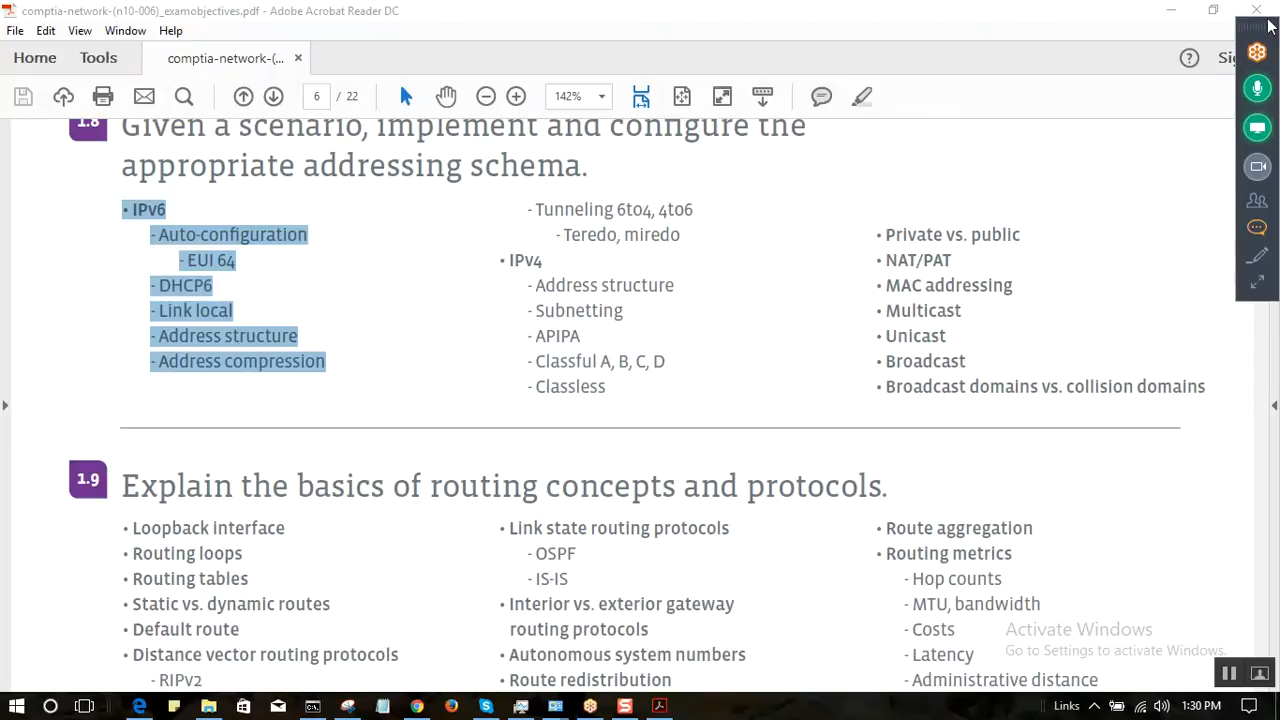 comptia-network-(n10-006)_examobjectives.pdf - Adobe Acrobat Reader DC
File Edit View Window Help
Home Tools comptia-network-(... × ?
6 / 22 142%
1.8 Given a scenario, implement and configure the
appropriate addressing schema.
• IPv6
- Auto-configuration
- EUI 64
- DHCP6
- Link local
- Address structure
- Address compression
- Tunneling 6to4, 4to6
- Teredo, miredo
• IPv4
- Address structure
- Subnetting
- APIPA
- Classful A, B, C, D
- Classless
• Private vs. public
• NAT/PAT
• MAC addressing
• Multicast
• Unicast
• Broadcast
• Broadcast domains vs. collision domains
1.9 Explain the basics of routing concepts and protocols.
• Loopback interface
• Routing loops
• Routing tables
• Static vs. dynamic routes
• Default route
• Distance vector routing protocols
- RIPv2
• Link state routing protocols
- OSPF
- IS-IS
• Interior vs. exterior gateway
routing protocols
• Autonomous system numbers
• Route redistribution
• Route aggregation
• Routing metrics
- Hop counts
- MTU, bandwidth
- Costs
- Latency
- Administrative distance
Activate Windows
Go to Settings to activate Windows.
Links 1:30 PM